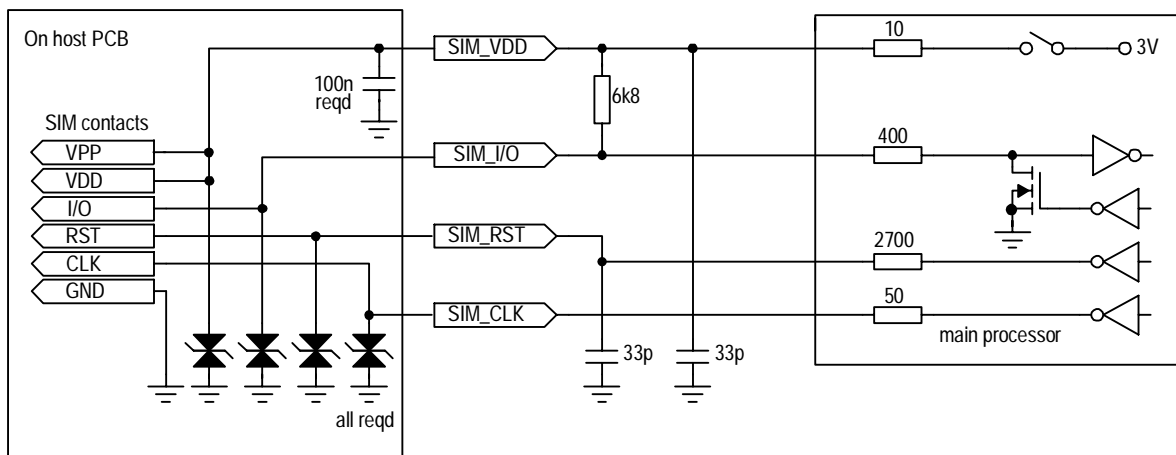 On host PCB
SIM_VDD
10
3V
100n
reqd
6k8
SIM contacts
VPP
SIM_I/O
400
VDD
I/O
RST
SIM_RST
2700
CLK
GND
SIM_CLK
50
main processor
33p
33p
all reqd